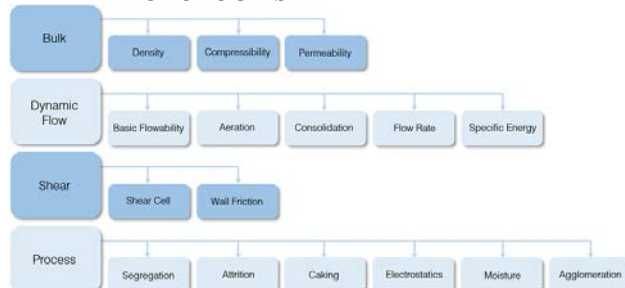 Bulk
Density
Compressibility
Permeability
Dynamic
Flow
Basic Flowability
Aeration
Consolidation
Flow Rate
Specific Energy
Shear
Shear Cell
Wall Friction
Process
Segregation
Attrition
Caking
Electrostatics
Moisture
Agglomeration